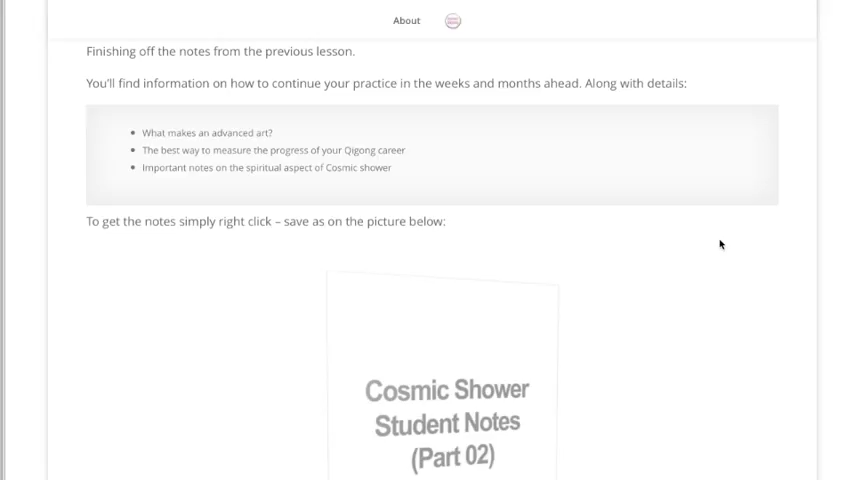 About
Finishing off the notes from the previous lesson.
You'll find information on how to continue your practice in the weeks and months ahead. Along with details:
What makes an advanced art?
The best way to measure the progress of your Qigong career
Important notes on the spiritual aspect of Cosmic shower
To get the notes simply right click – save as on the picture below:
Cosmic Shower
Student Notes
(Part 02)